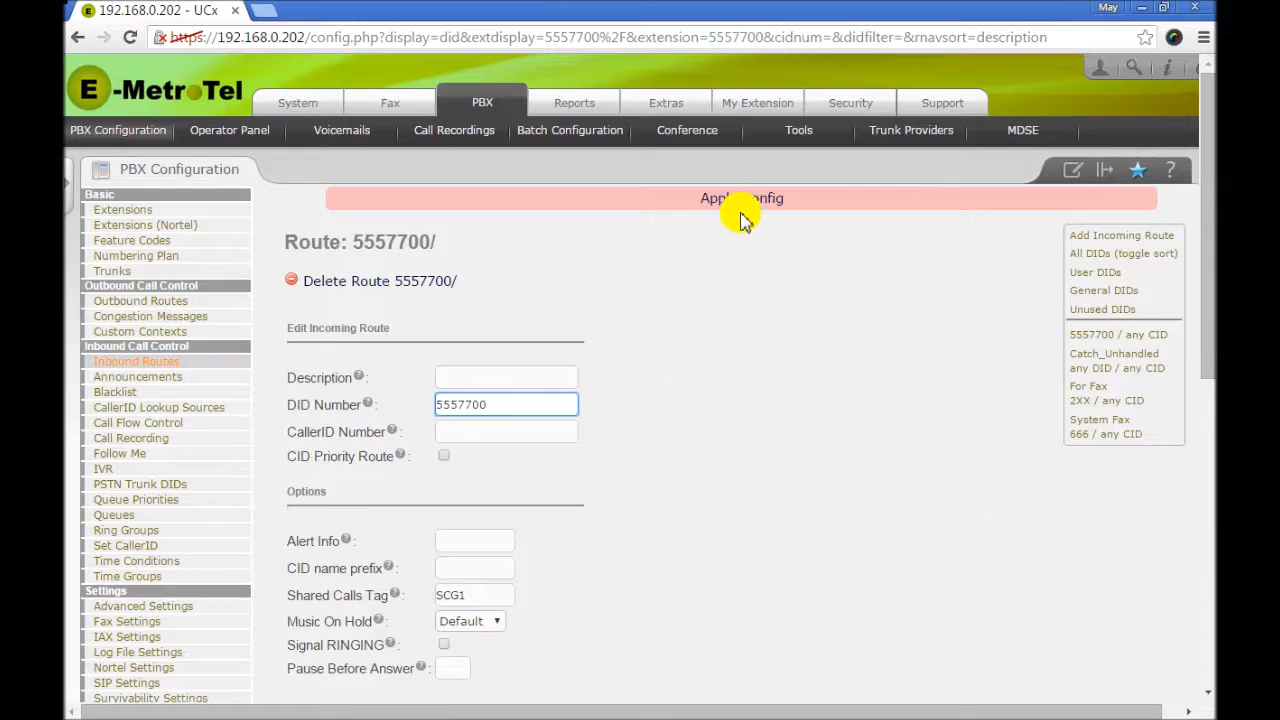 192.168.0.202 - UCx
May
https://192.168.0.202/config.php?display=did&extdisplay=5557700%2F&extension=5557700&cidnum=&didfilter=&rnavsort=description
E-MetroTel
System
Fax
PBX
Reports
Extras
My Extension
Security
Support
PBX Configuration
Operator Panel
Voicemails
Call Recordings
Batch Configuration
Conference
Tools
Trunk Providers
MDSE
PBX Configuration
Basic
Extensions
Extensions (Nortel)
Feature Codes
Numbering Plan
Trunks
Outbound Call Control
Outbound Routes
Congestion Messages
Custom Contexts
Inbound Call Control
Inbound Routes
Announcements
Blacklist
CallerID Lookup Sources
Call Flow Control
Call Recording
Follow Me
IVR
PSTN Trunk DIDs
Queue Priorities
Queues
Ring Groups
Set CallerID
Time Conditions
Time Groups
Settings
Advanced Settings
Fax Settings
IAX Settings
Log File Settings
Nortel Settings
SIP Settings
Survivability Settings
Apply Config
Route: 5557700/
Delete Route 5557700/
Edit Incoming Route
Description:
DID Number: 5557700
CallerID Number:
CID Priority Route:
Options
Alert Info:
CID name prefix:
Shared Calls Tag: SCG1
Music On Hold: Default
Signal RINGING:
Pause Before Answer:
Add Incoming Route
All DIDs (toggle sort)
User DIDs
General DIDs
Unused DIDs
5557700 / any CID
Catch_Unhandled
any DID / any CID
For Fax
2XX / any CID
System Fax
666 / any CID